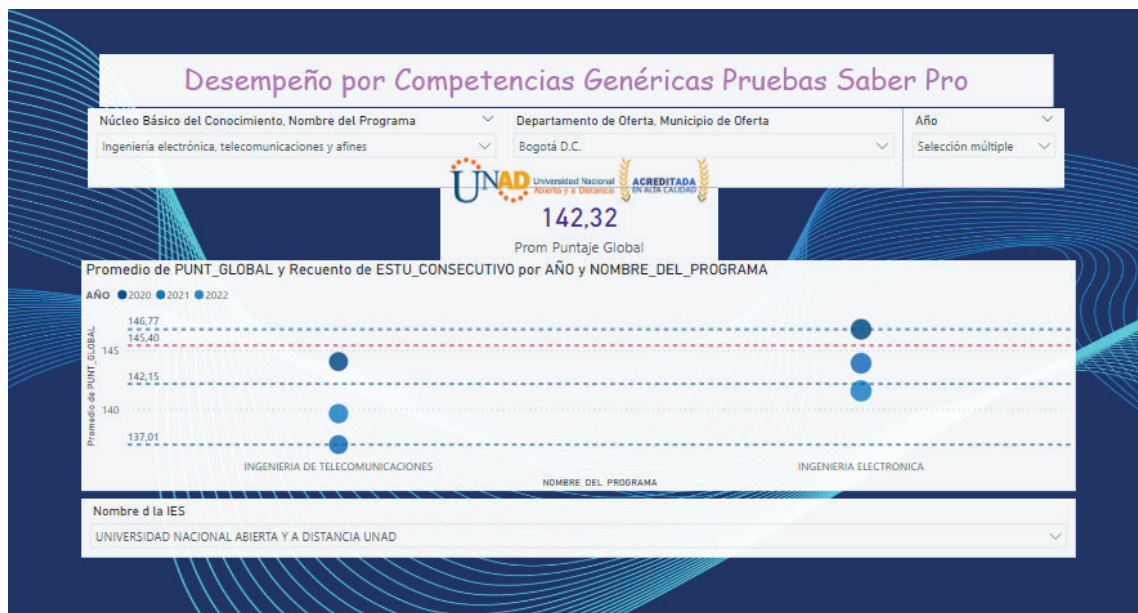 Desempeño por Competencias Genéricas Pruebas Saber Pro
Núcleo Básico del Conocimiento, Nombre del Programa
Ingeniería electrónica, telecomunicaciones y afines
Departamento de Oferta, Municipio de Oferta
Bogotá D.C.
Año
Selección múltiple
UNAD Universidad Nacional
Abierta y a Distancia
ACREDITADA
EN ALTA CALIDAD
142,32
Prom Puntaje Global
Promedio de PUNT_GLOBAL y Recuento de ESTU_CONSECUTIVO por AÑO y NOMBRE_DEL_PROGRAMA
AÑO 2020 2021 2022
Promedio de PUNT_GLOBAL
146,77
145,40
145
142,15
140
137,01
INGENIERIA DE TELECOMUNICACIONES
INGENIERIA ELECTRONICA
NOMBRE_DEL_PROGRAMA
Nombre d la IES
UNIVERSIDAD NACIONAL ABIERTA Y A DISTANCIA UNAD